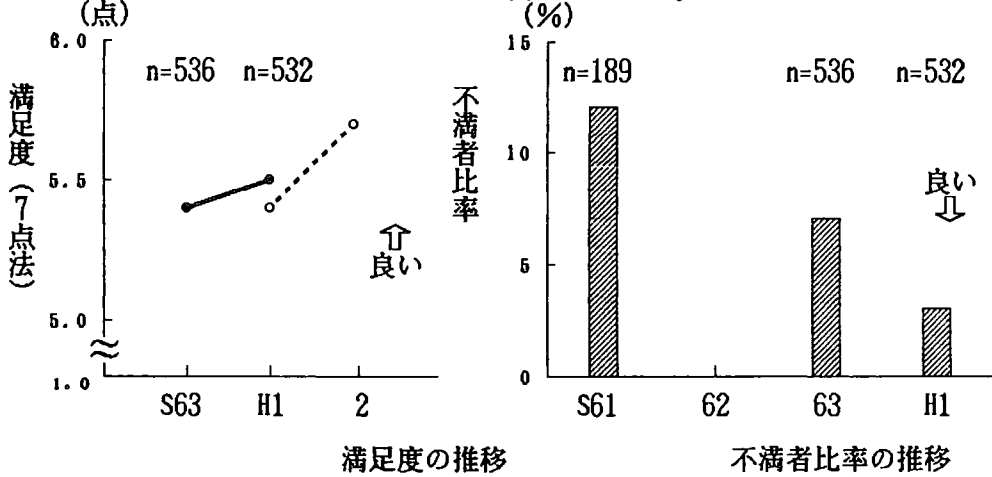 (点)
6.0
5.5
5.0
1.0
満足度(7点法)
n=536 n=532
良い
S63 H1 2
満足度の推移
(%)
15
10
5
0
不満者比率
n=189 n=536 n=532
良い
S61 62 63 H1
不満者比率の推移